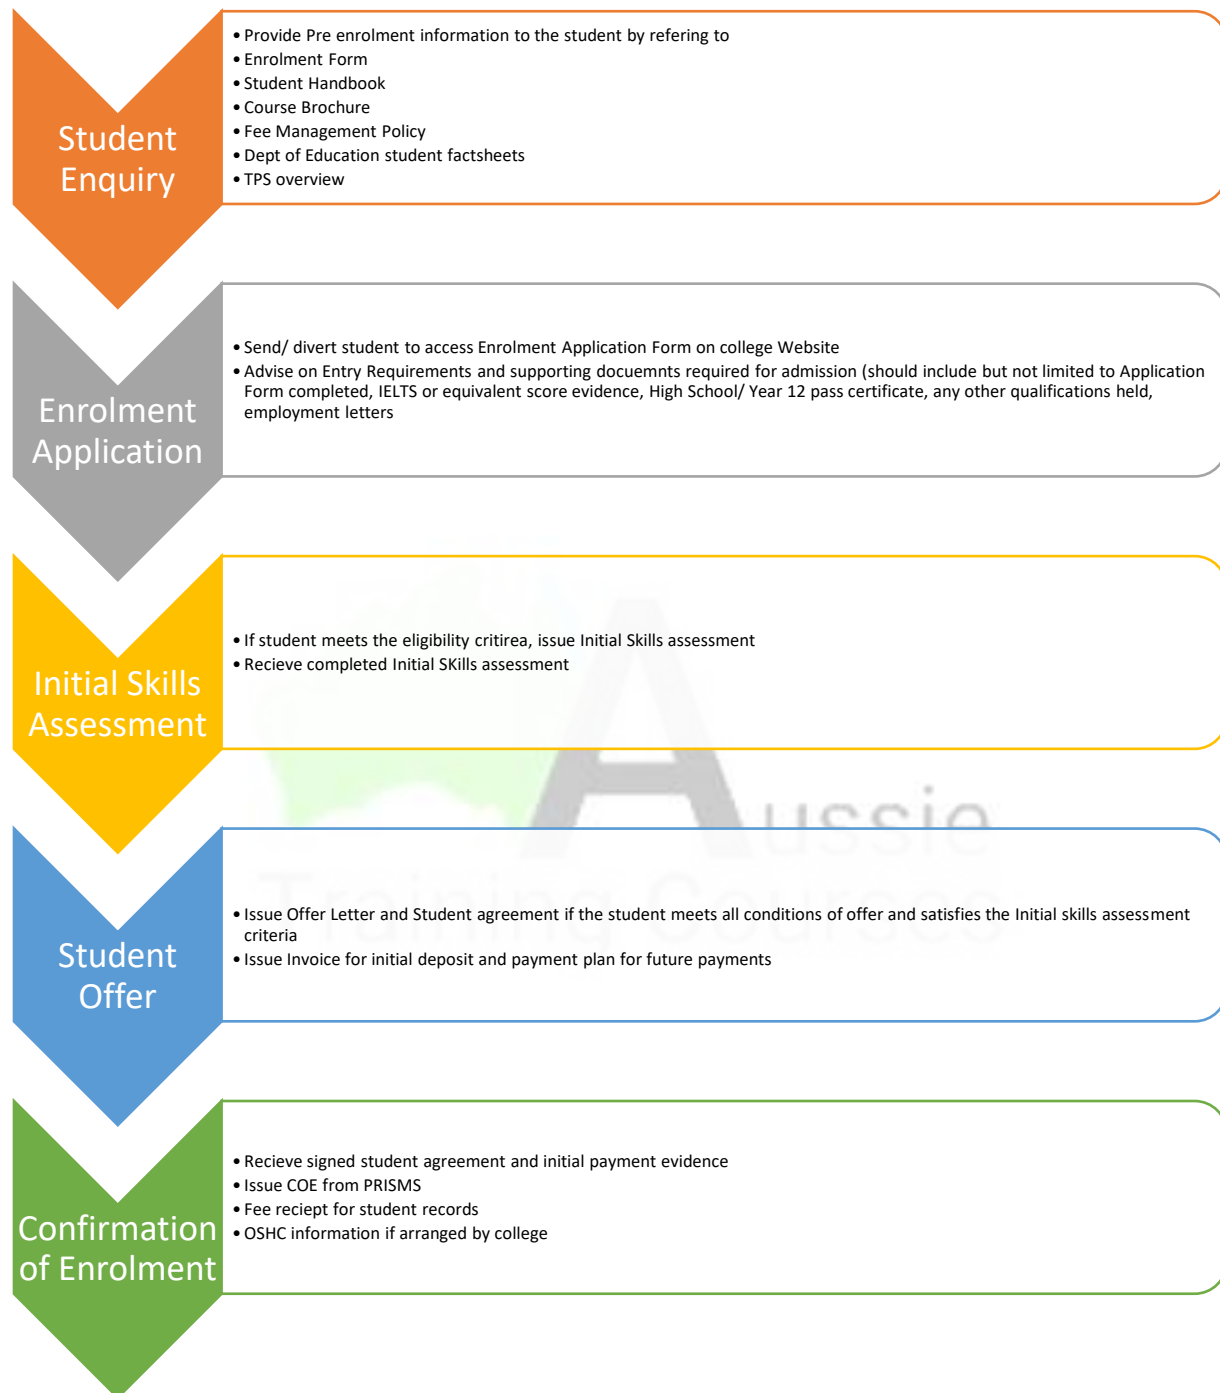 Student
Enquiry
• Provide Pre enrolment information to the student by refering to
• Enrolment Form
• Student Handbook
• Course Brochure
• Fee Management Policy
• Dept of Education student factsheets
• TPS overview
Enrolment
Application
• Send/ divert student to access Enrolment Application Form on college Website
• Advise on Entry Requirements and supporting docuemnts required for admission (should include but not limited to Application
Form completed, IELTS or equivalent score evidence, High School/ Year 12 pass certificate, any other qualifications held,
employment letters
Initial Skills
Assessment
• If student meets the eligibility critirea, issue Initial Skills assessment
• Recieve completed Initial SKills assessment
Aussie
Training Courses
Student
Offer
• Issue Offer Letter and Student agreement if the student meets all conditions of offer and satisfies the Initial skills assessment
criteria
• Issue Invoice for initial deposit and payment plan for future payments
Confirmation
of Enrolment
• Recieve signed student agreement and initial payment evidence
• Issue COE from PRISMS
• Fee reciept for student records
• OSHC information if arranged by college